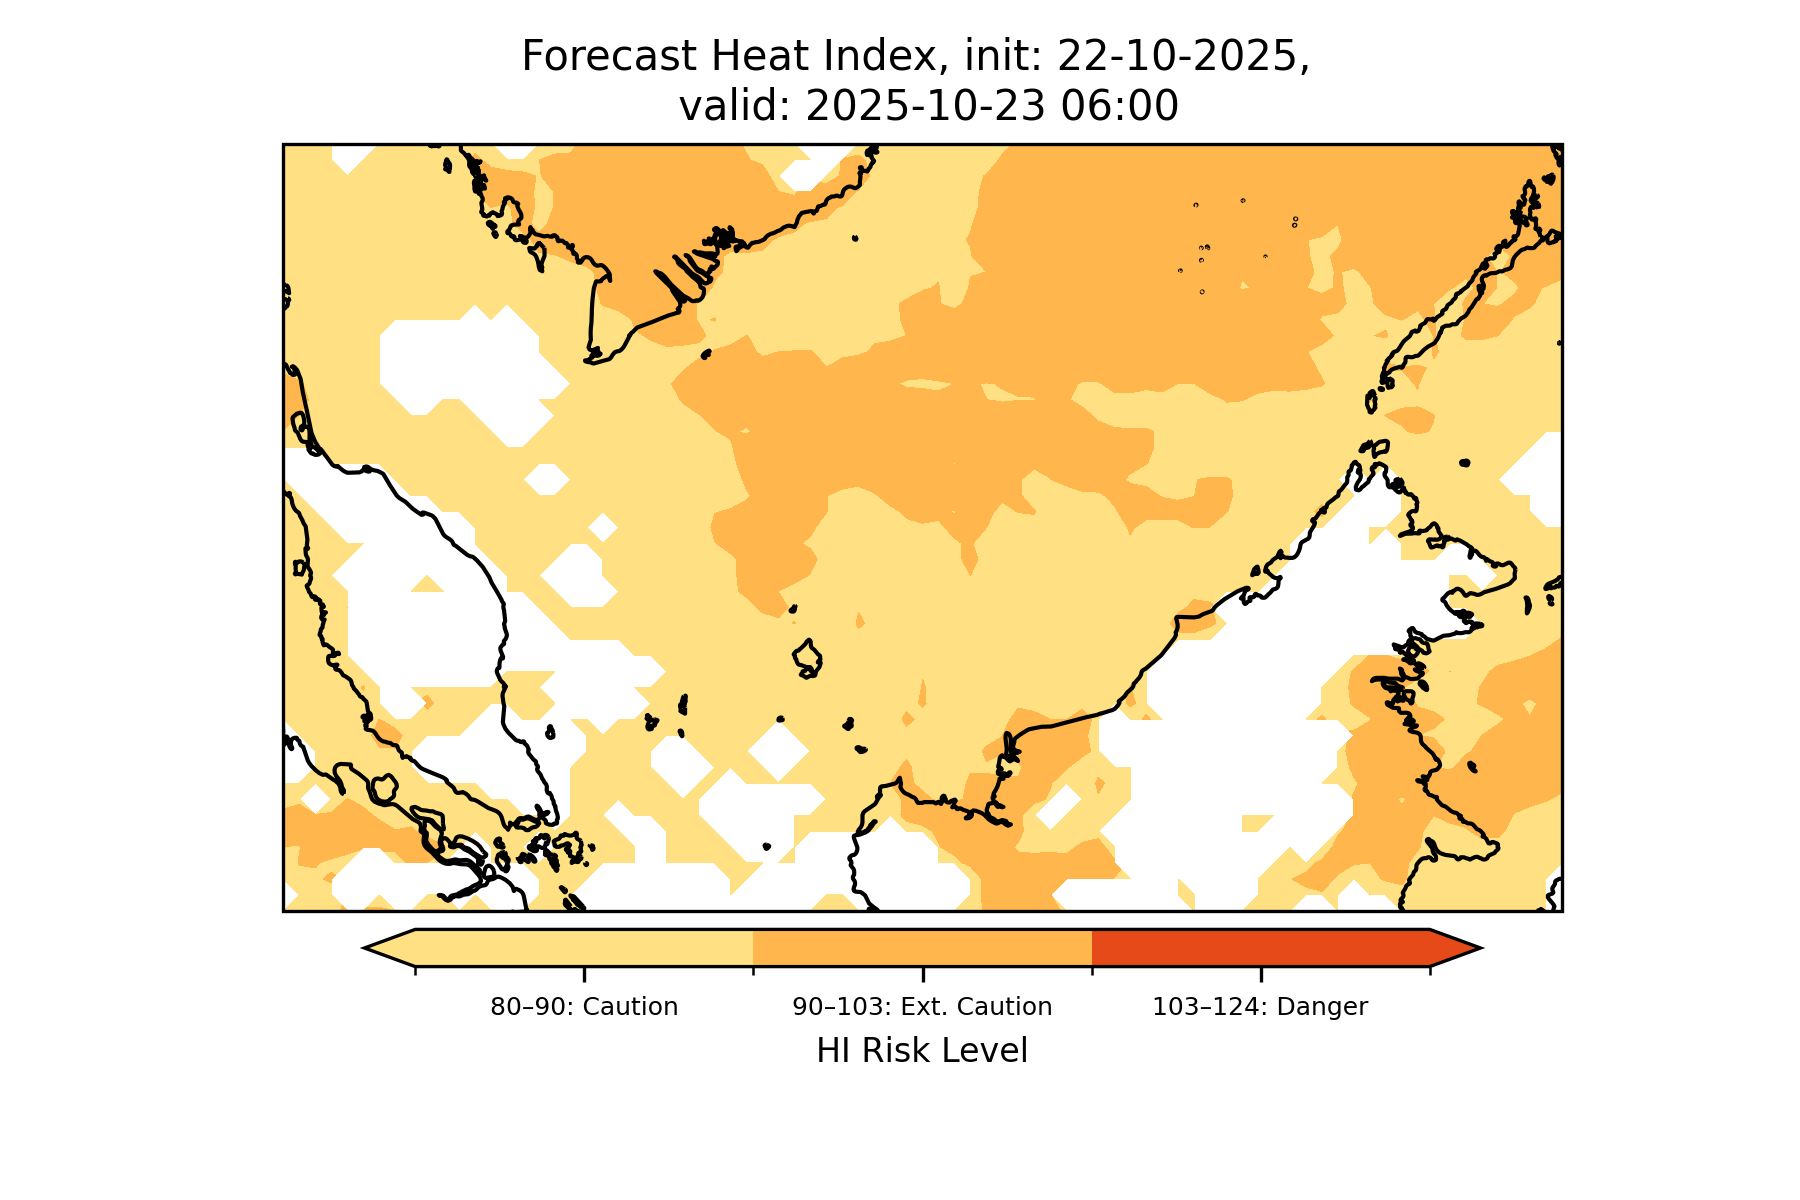 Forecast Heat Index, init: 22-10-2025,
valid: 2025-10-23 06:00
80–90: Caution
90–103: Ext. Caution
103–124: Danger
HI Risk Level